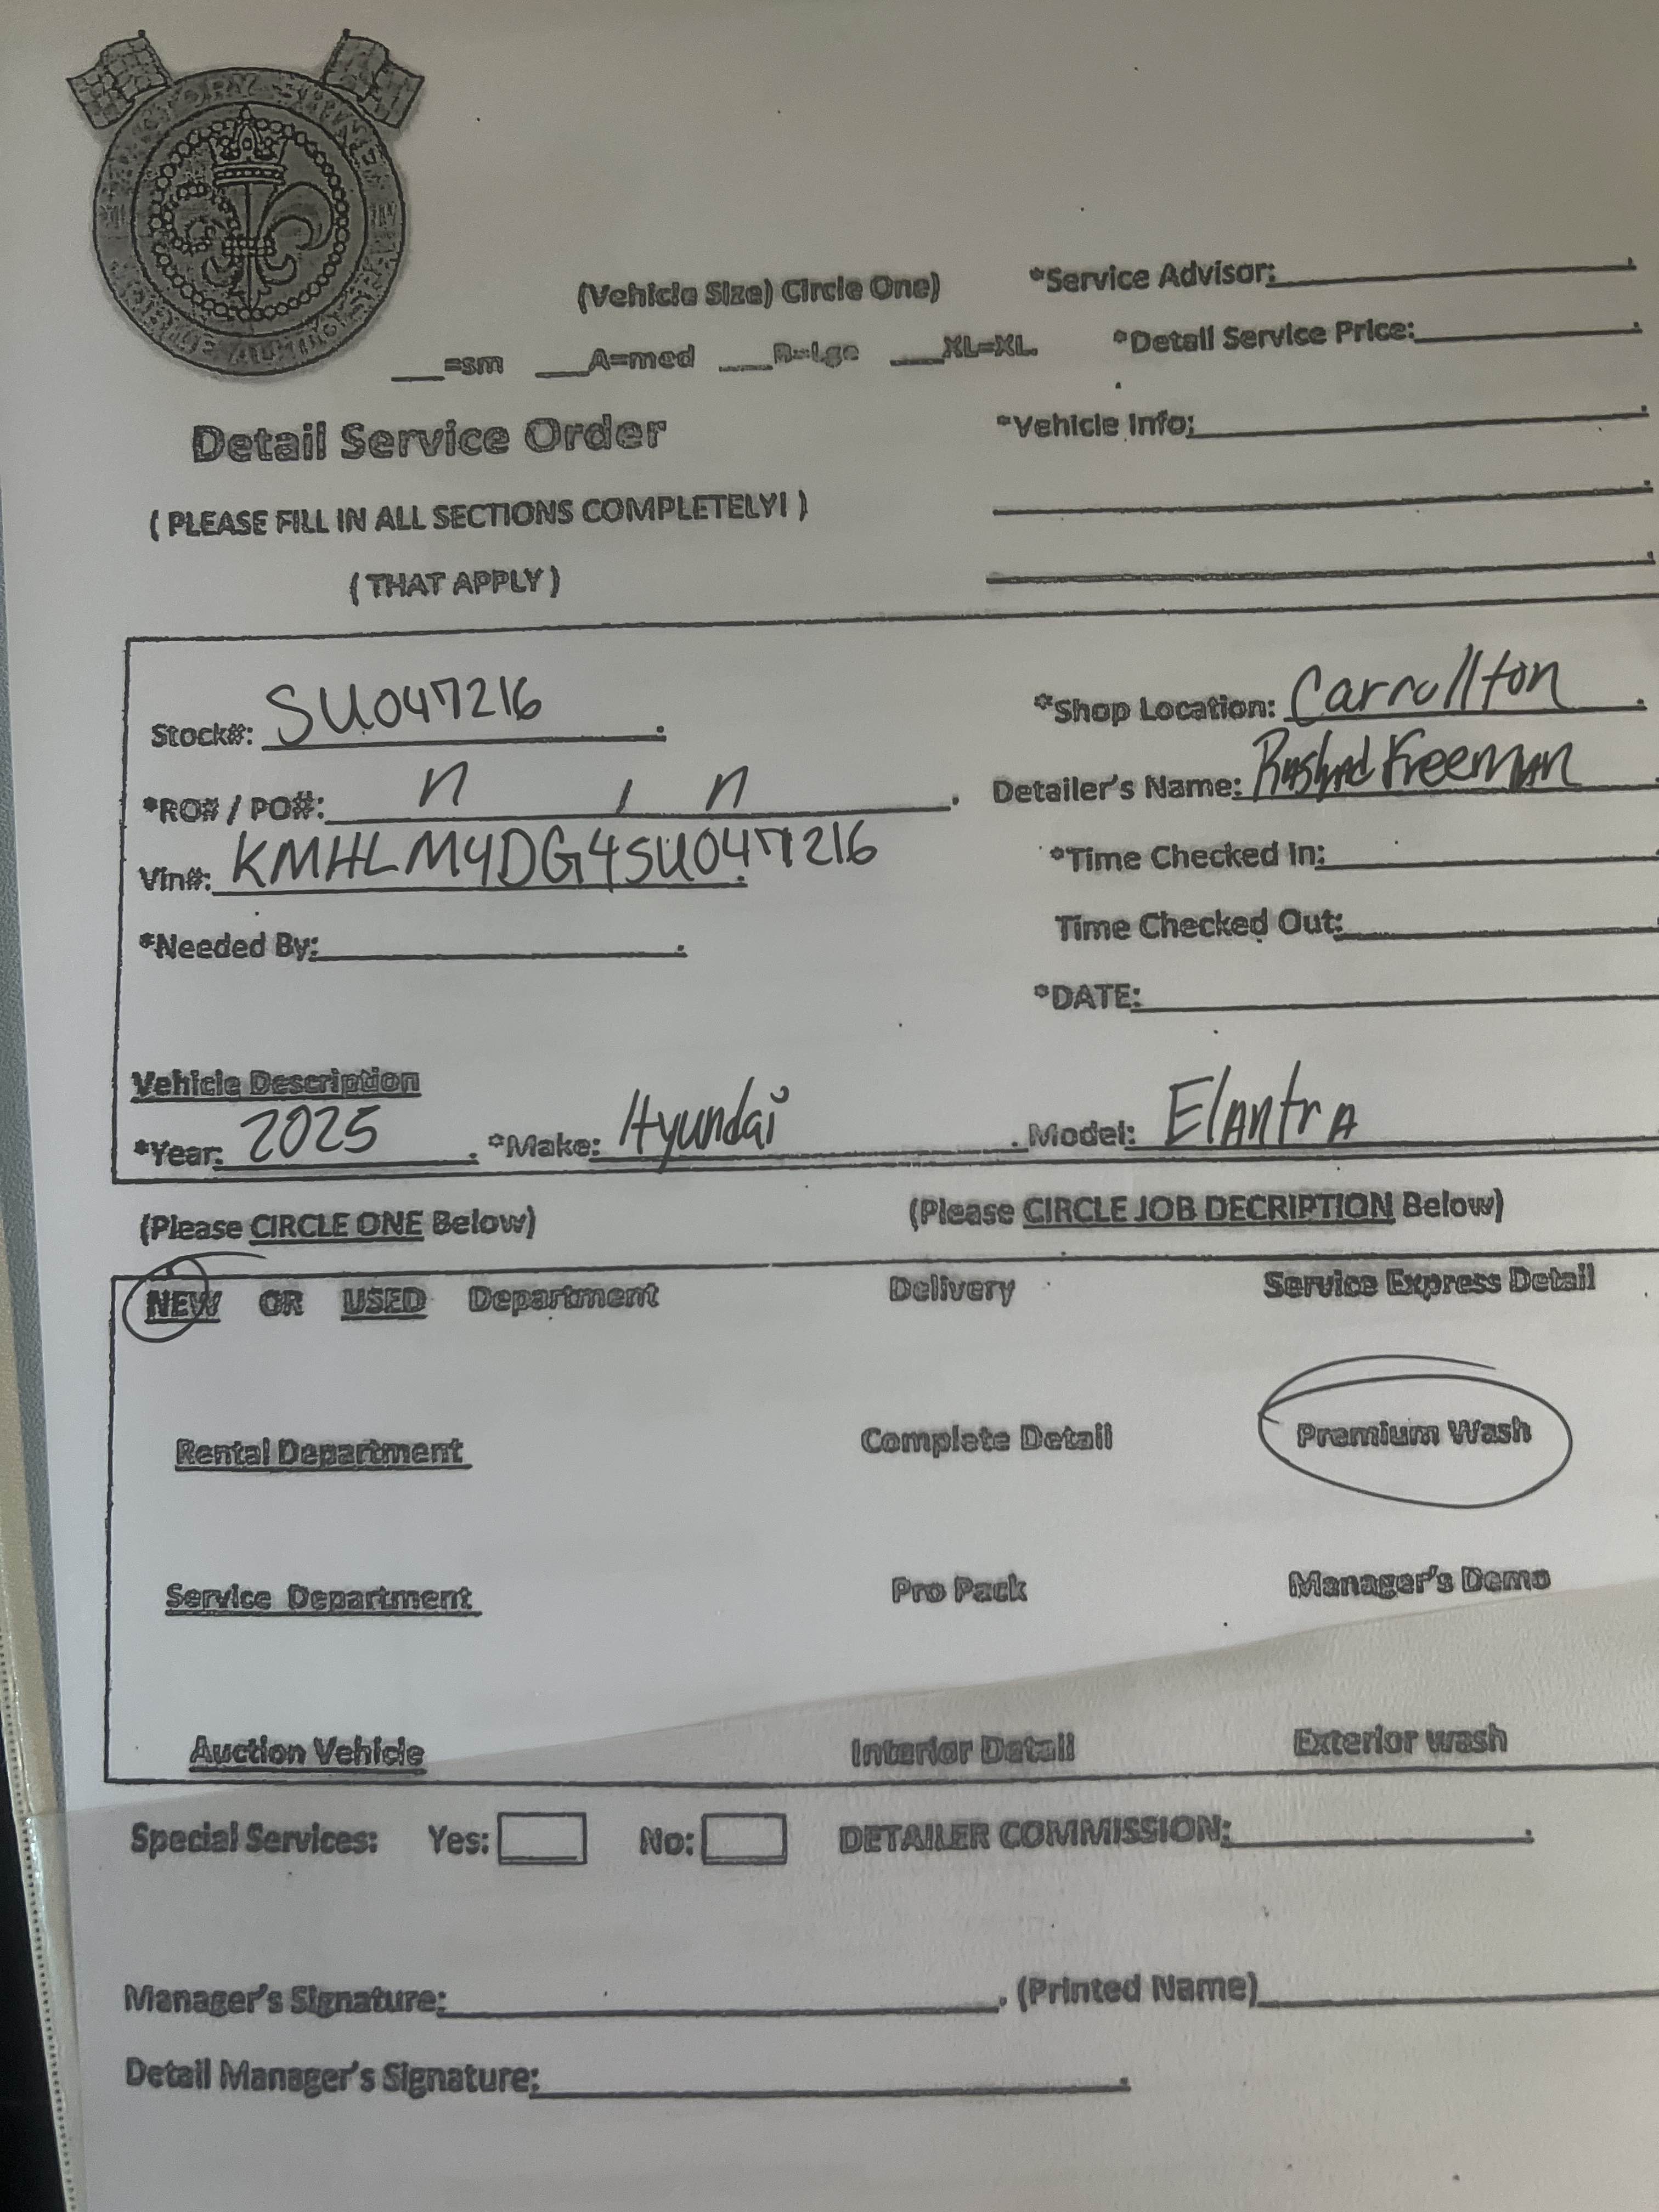 (Vehicle Size) Circle One)
*Service Advisor:
=sm A=med B=Lge XL=XL.
*Detail Service Price:
Detail Service Order
*Vehicle Info:
( PLEASE FILL IN ALL SECTIONS COMPLETELY! )
( THAT APPLY )
Stock#: SU047216
*Shop Location: Carrollton
*RO# / PO#: n / n
Detailer's Name: Rashad Freeman
Vin#: KMHLM4DG4SU047216
*Time Checked In:
*Needed By:
Time Checked Out:
*DATE:
Vehicle Description
*Year: 2025 *Make: Hyundai Model: Elantra
(Please CIRCLE ONE Below) (Please CIRCLE JOB DECRIPTION Below)
NEW OR USED Department Delivery Service Express Detail
Rental Department Complete Detail Premium Wash
Service Department Pro Pack Manager's Demo
Auction Vehicle Interior Detail Exterior wash
Special Services: Yes: No: DETAILER COMMISSION:
Manager's Signature: (Printed Name)
Detail Manager's Signature: